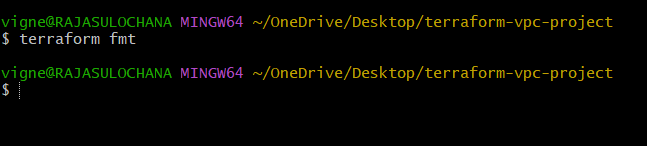 vigne@RAJASULOCHANA MINGW64 ~/OneDrive/Desktop/terraform-vpc-project
$ terraform fmt
vigne@RAJASULOCHANA MINGW64 ~/OneDrive/Desktop/terraform-vpc-project
$